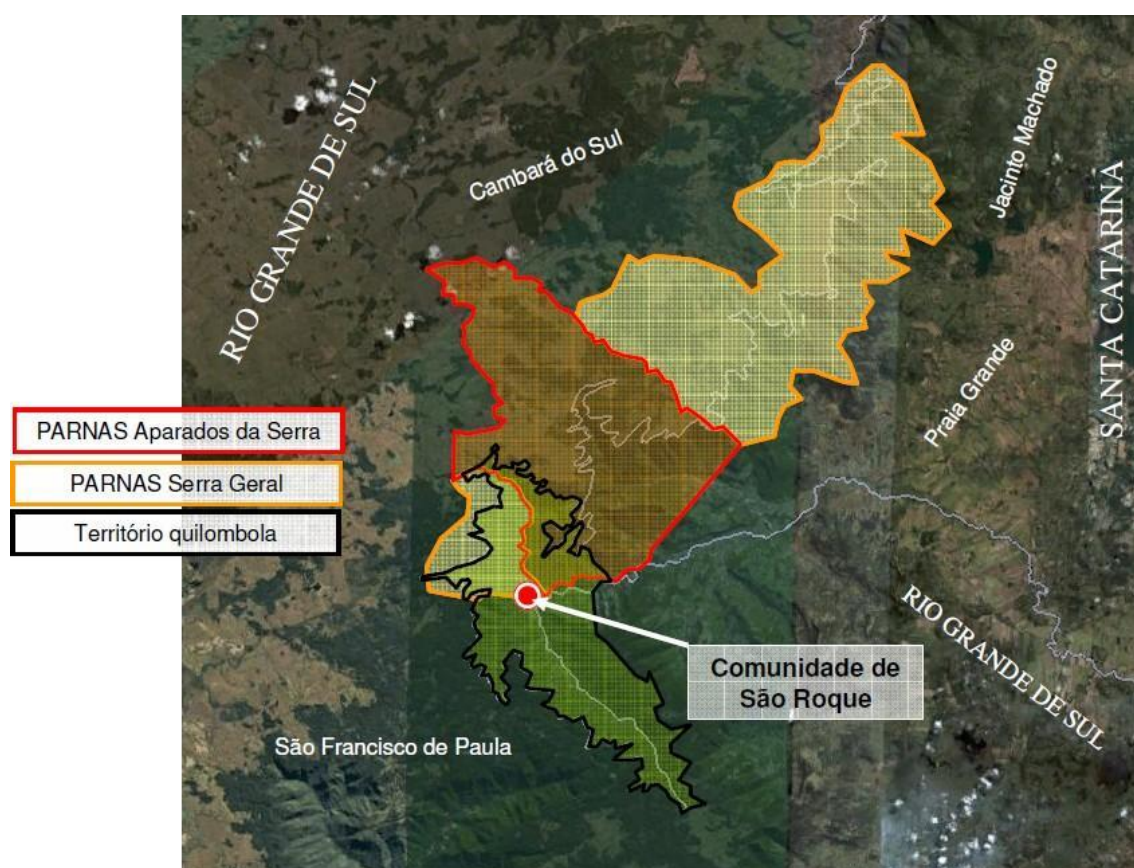 RIO GRANDE DE SUL
Cambará do Sul
Jacinto Machado
SANTA CATARINA
Praia Grande
PARNAS Aparados da Serra
PARNAS Serra Geral
Território quilombola
RIO GRANDE DE SUL
Comunidade de
São Roque
São Francisco de Paula